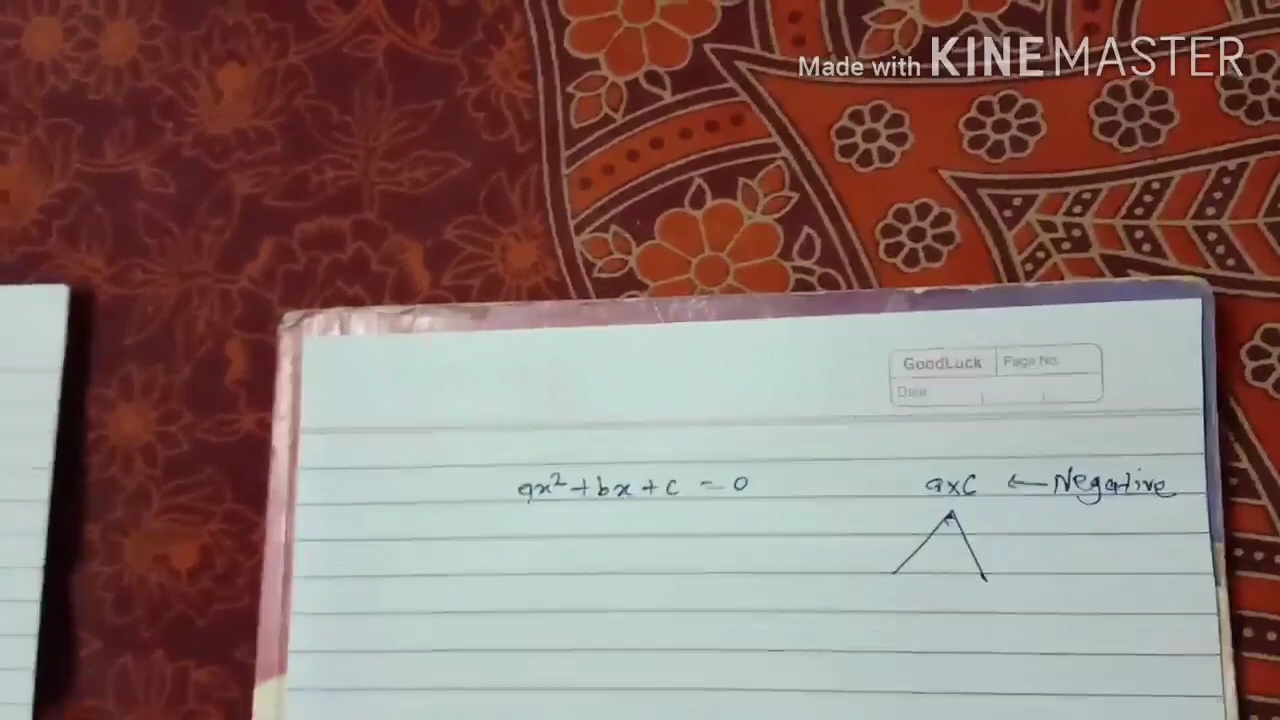 Made with KINEMASTER
GoodLuck Page No.
Date
ax²+bx+c = 0 a×c ← Negative